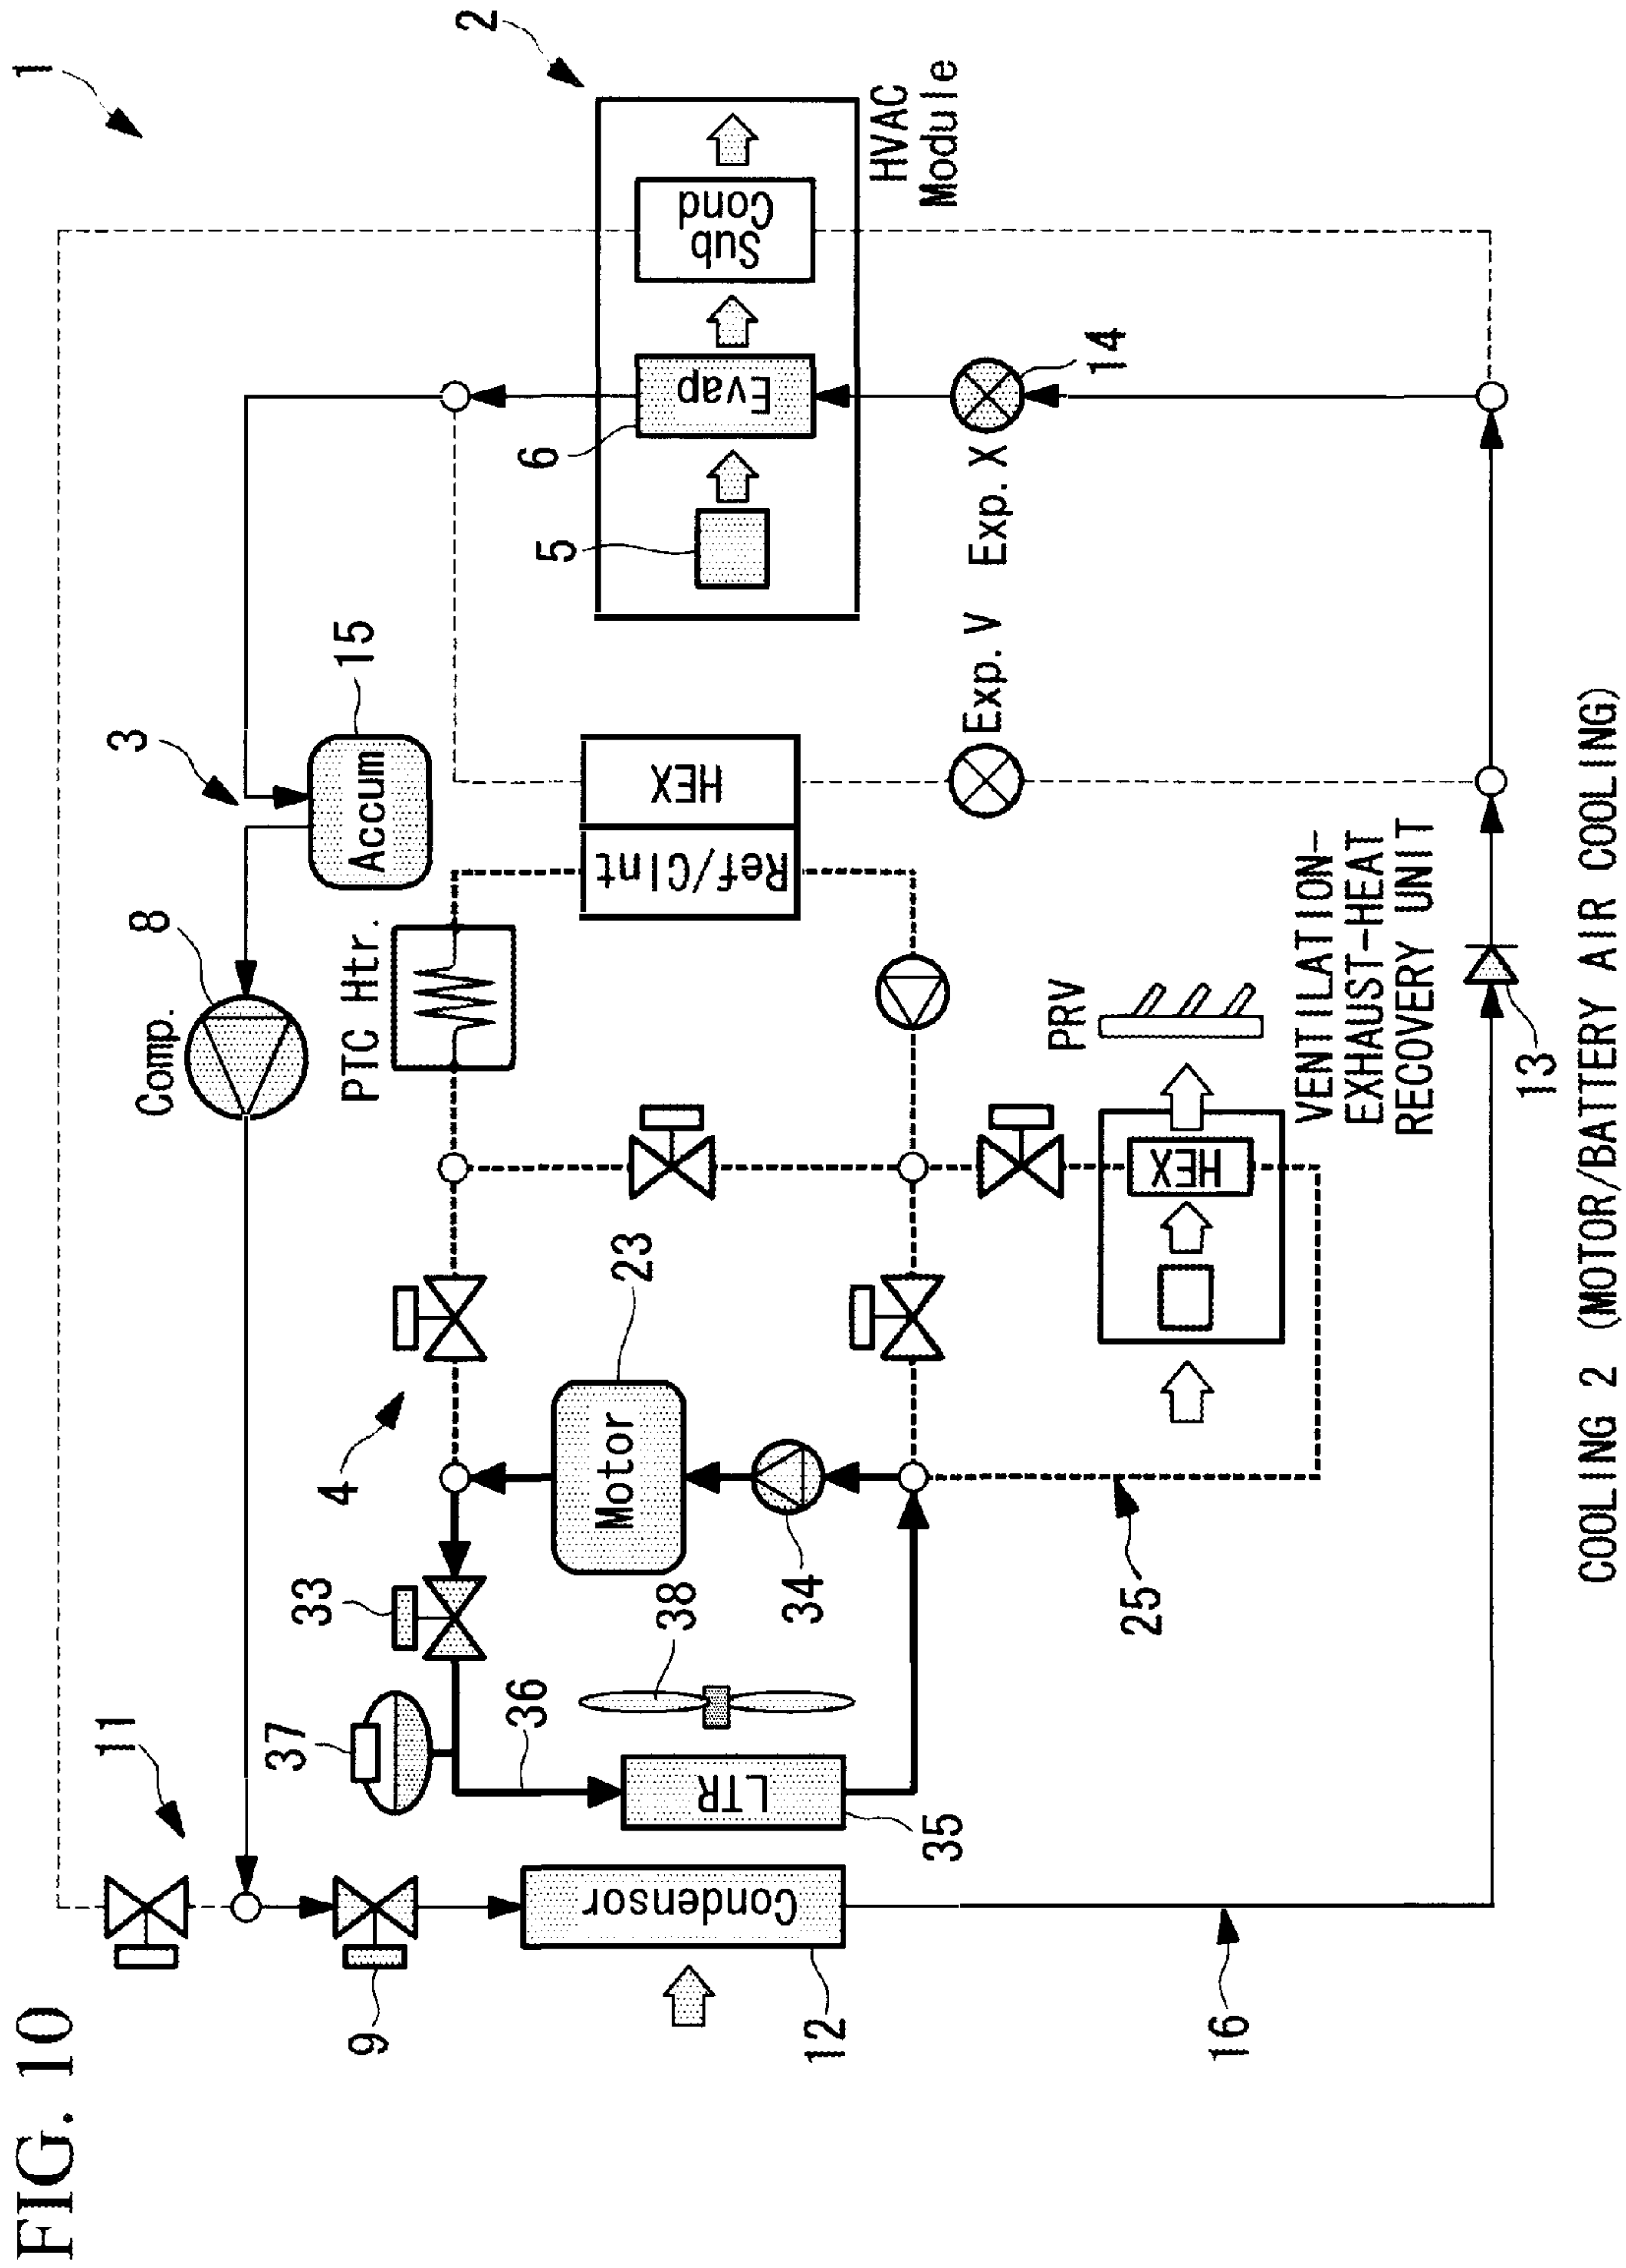 FIG. 10
1
2
3
4
5
6
8
9
11
12
13
14
15
16
23
25
33
34
35
36
37
38
Comp.
Accum
PTC Htr.
Condensor
LTR
Motor
Ref/Clnt
HEX
Evap
Sub
Cond
HVAC
Module
Exp. V
Exp. X
HEX
PRV
VENTILATION-
EXHAUST-HEAT
RECOVERY UNIT
COOLING 2 (MOTOR/BATTERY AIR COOLING)